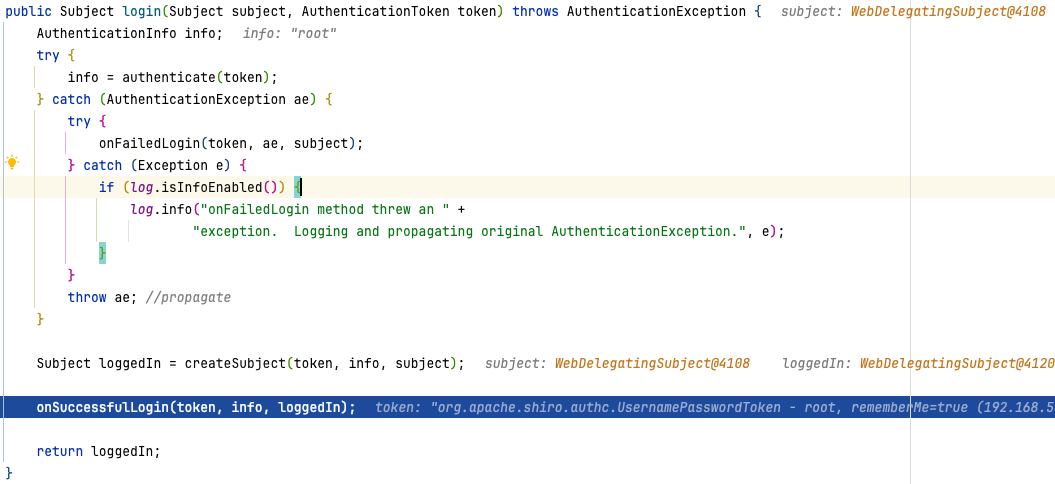 public Subject login(Subject subject, AuthenticationToken token) throws AuthenticationException {   subject: WebDelegatingSubject@4108
    AuthenticationInfo info;   info: "root"
    try {
        info = authenticate(token);
    } catch (AuthenticationException ae) {
        try {
            onFailedLogin(token, ae, subject);
        } catch (Exception e) {
            if (log.isInfoEnabled()) {
                log.info("onFailedLogin method threw an " +
                        "exception.  Logging and propagating original AuthenticationException.", e);
            }
        }
        throw ae; //propagate
    }
    Subject loggedIn = createSubject(token, info, subject);   subject: WebDelegatingSubject@4108    loggedIn: WebDelegatingSubject@4120
    onSuccessfulLogin(token, info, loggedIn);   token: "org.apache.shiro.authc.UsernamePasswordToken - root, rememberMe=true (192.168.5
    return loggedIn;
}